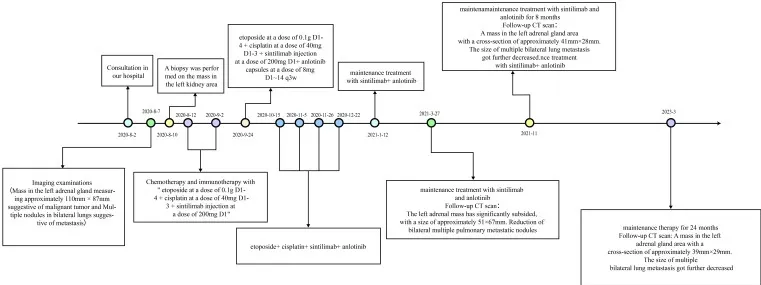 maintenamaintenance treatment with sintilimab and
anlotinib for 8 months
Follow-up CT scan：
A mass in the left adrenal gland area
with a cross-section of approximately 41mm×28mm.
The size of multiple bilateral lung metastasis
got further decreased.nce treatment
with sintilimab+ anlotinib
etoposide at a dose of 0.1g D1-
4 + cisplatin at a dose of 40mg
D1-3 + sintilimab injection
at a dose of 200mg D1+ anlotinib
capsules at a dose of 8mg
D1~14 q3w
Consultation in
our hospital
A biopsy was perfor
med on the mass in
the left kidney area
maintenance treatment
with sintilimab+ anlotinib
2020-8-7
2020-8-12
2020-9-2
2020-10-15
2020-11-5
2020-11-26
2020-12-22
2021-3-27
2023-3
2020-8-2
2020-8-10
2020-9-24
2021-1-12
2021-11
Imaging examinations
(Mass in the left adrenal gland measur-
ing approximately 110mm × 87mm
suggestive of malignant tumor and Mul-
tiple nodules in bilateral lungs sugges-
tive of metastasis)
Chemotherapy and immunotherapy with
" etoposide at a dose of 0.1g D1-
4 + cisplatin at a dose of 40mg D1-
3 + sintilimab injection at
a dose of 200mg D1"
etoposide+ cisplatin+ sintilimab+ anlotinib
maintenance treatment with sintilimab
and anlotinib
Follow-up CT scan：
The left adrenal mass has significantly subsided,
with a size of approximately 51×67mm. Reduction of
bilateral multiple pulmonary metastatic nodules
maintenance therapy for 24 months
Follow-up CT scan: A mass in the left
adrenal gland area with a
cross-section of approximately 39mm×29mm.
The size of multiple
bilateral lung metastasis got further decreased